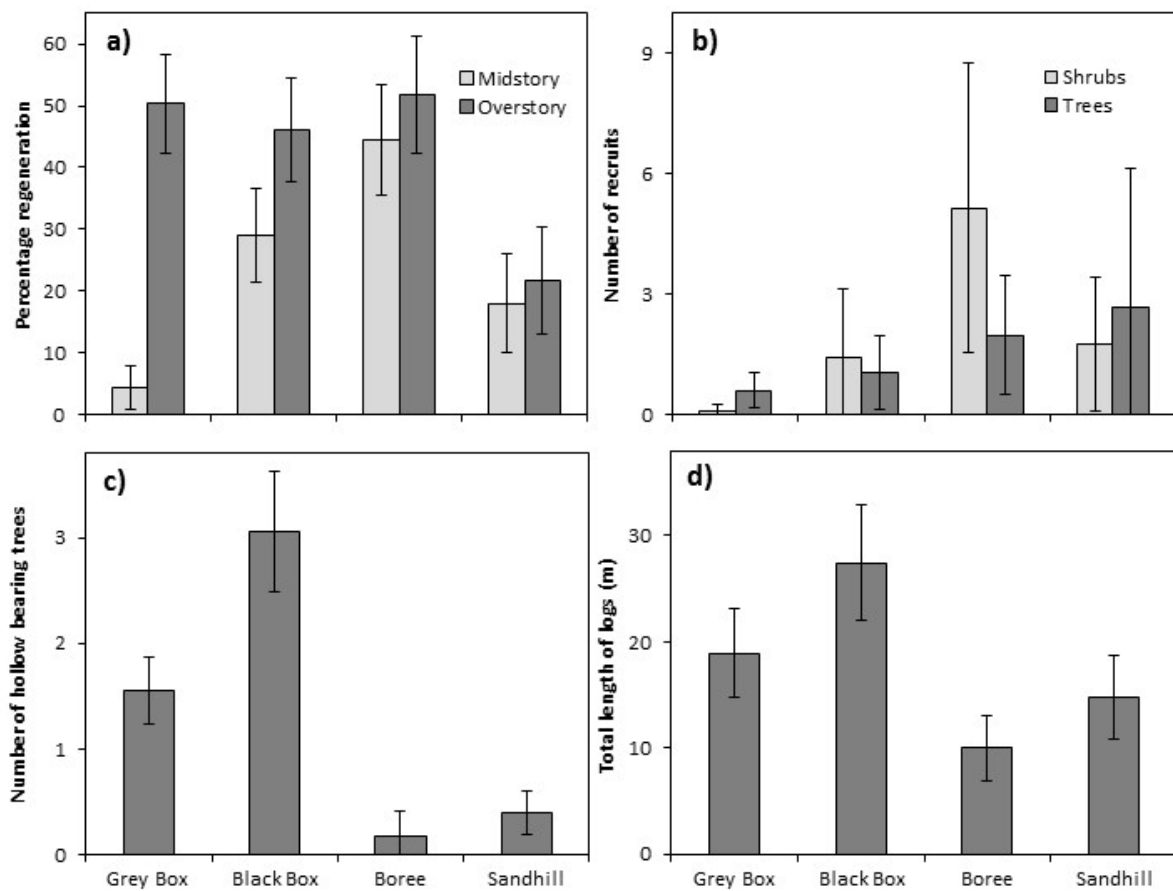 a)
Percentage regeneration
60
50
40
30
20
10
0
Midstory
Overstory
b)
Number of recruits
9
6
3
0
Shrubs
Trees
c)
Number of hollow bearing trees
3
2
1
0
Grey Box Black Box Boree Sandhill
d)
Total length of logs (m)
30
20
10
0
Grey Box Black Box Boree Sandhill